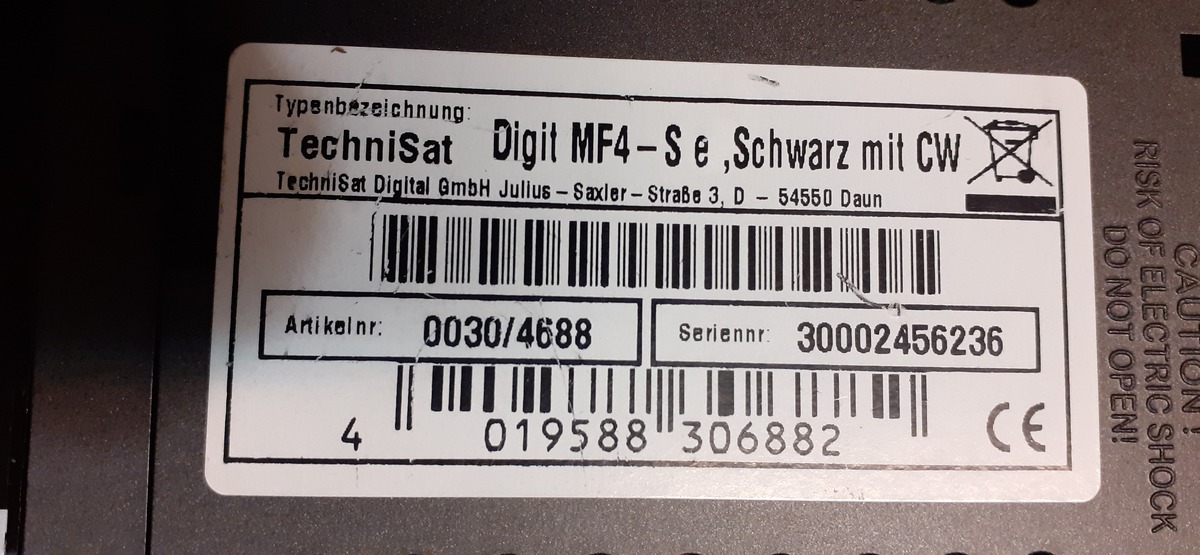 Typenbezeichnung:
TechniSat Digit MF4-S e ,Schwarz mit CW
TechniSat Digital GmbH Julius - Saxler - Straße 3, D - 54550 Daun
Artikelnr: 0030/4688
Seriennr: 30002456236
4 019588 306882
CE
CAUTION!
RISK OF ELECTRIC SHOCK
DO NOT OPEN!